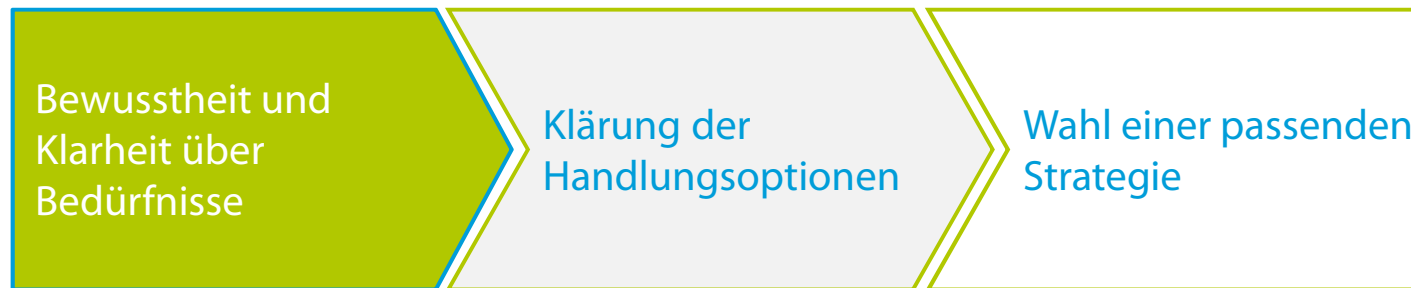 Bewusstheit und
Klarheit über
Bedürfnisse
Klärung der
Handlungsoptionen
Wahl einer passenden
Strategie